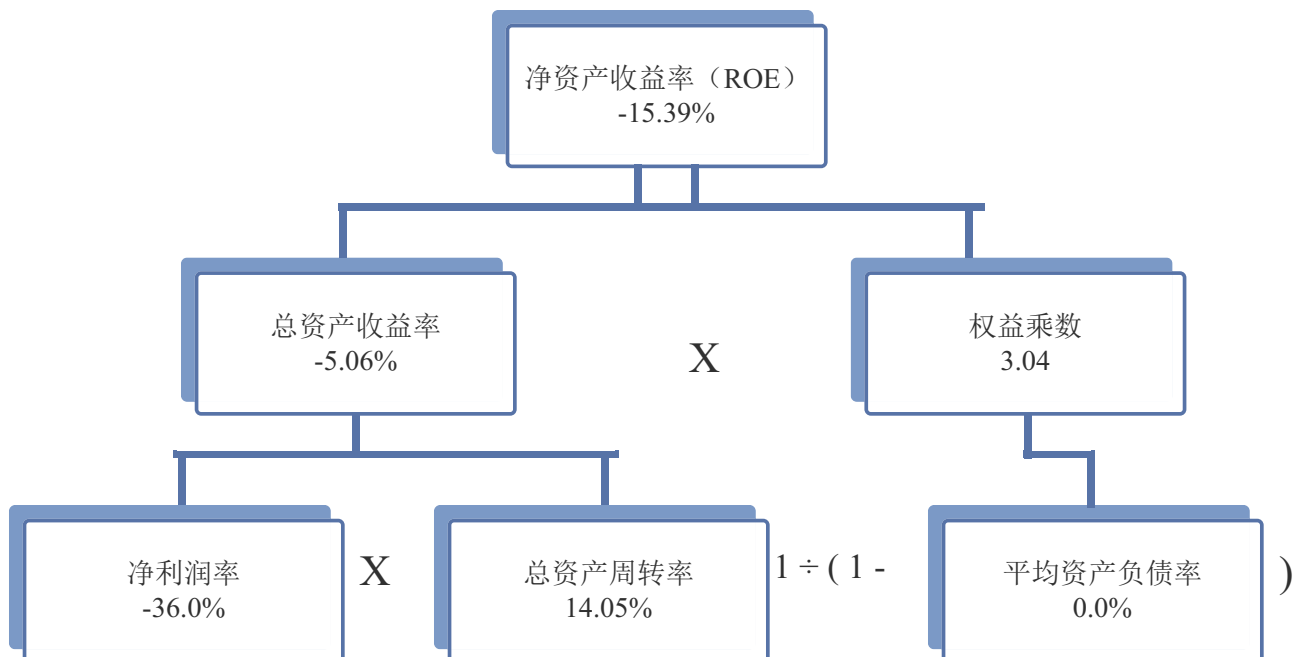 净资产收益率（ROE）
-15.39%
总资产收益率
-5.06%
X
权益乘数
3.04
净利润率
-36.0%
X
总资产周转率
14.05%
1 ÷ ( 1 -
平均资产负债率
0.0%
)